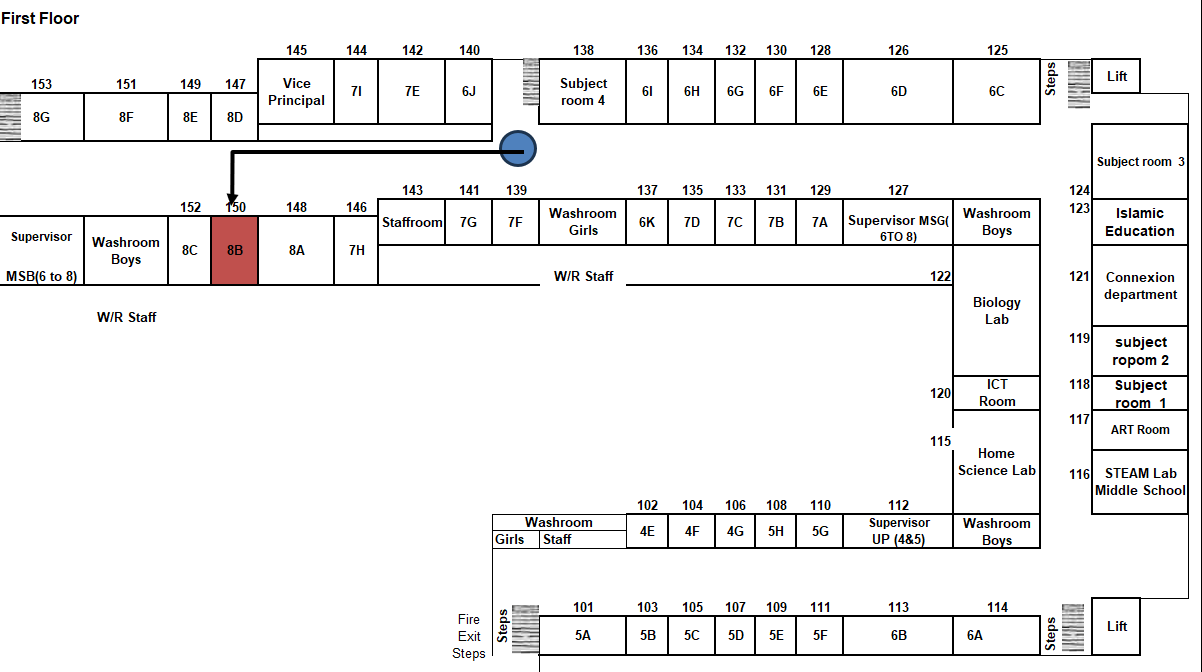 First Floor
145 144 142 140 138 136 134 132 130 128 126 125
153 151 149 147
Vice
Principal
7I 7E 6J
Subject
room 4
6I 6H 6G 6F 6E 6D 6C
Steps
Lift
8G 8F 8E 8D
Subject room 3
143 141 139 137 135 133 131 129 127
124
152 150 148 146
123
Staffroom
7G 7F
Washroom
Girls
6K 7D 7C 7B 7A
Supervisor MSG(
6TO 8)
Washroom
Boys
Islamic
Education
Supervisor
MSB(6 to 8)
Washroom
Boys
8C 8B 8A 7H
W/R Staff
122
121
Connexion
department
Biology
Lab
W/R Staff
119
subject
ropom 2
120
ICT
Room
118
Subject
room 1
117
ART Room
115
Home
Science Lab
116
STEAM Lab
Middle School
102 104 106 108 110 112
Washroom
Girls Staff
4E 4F 4G 5H 5G
Supervisor
UP (4&5)
Washroom
Boys
101 103 105 107 109 111 113 114
Fire
Exit
Steps
Steps
5A 5B 5C 5D 5E 5F 6B 6A
Steps
Lift